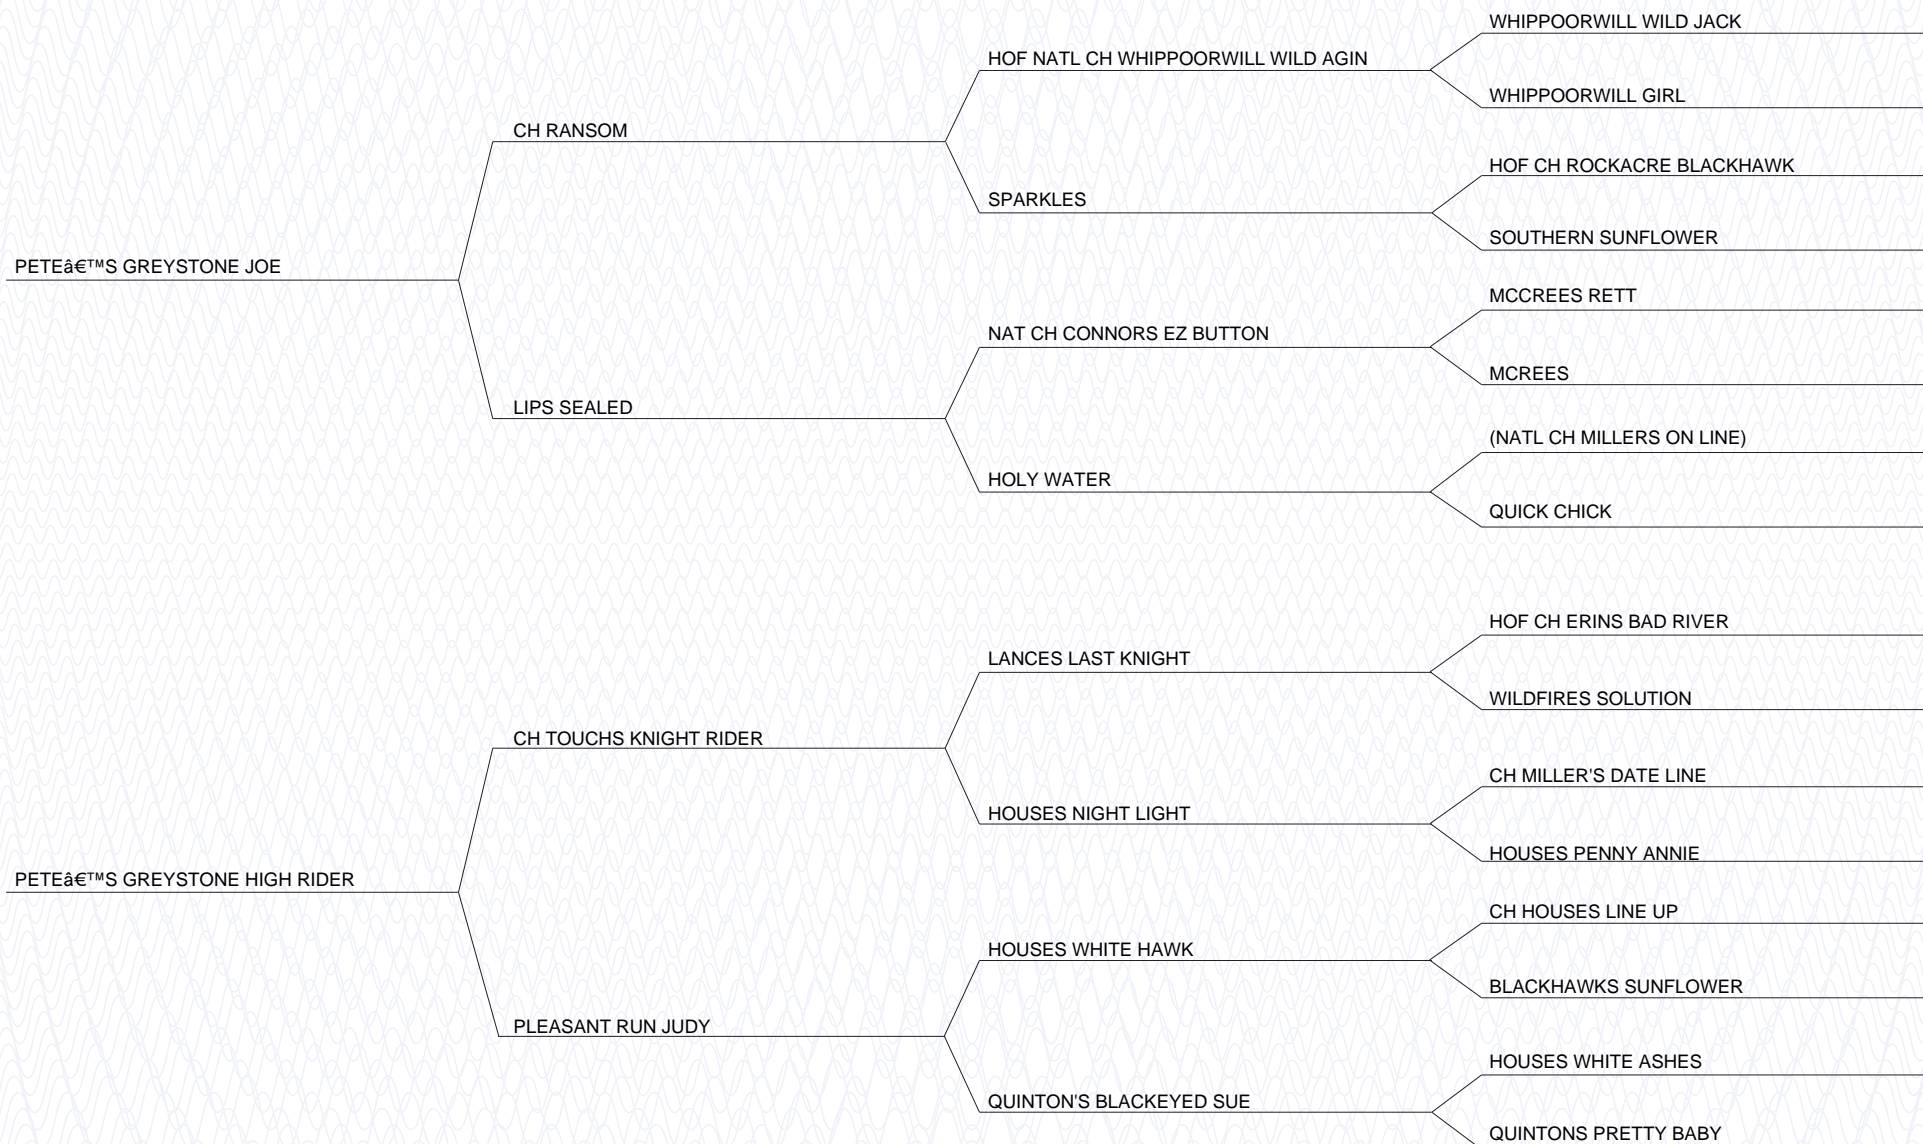 WHIPPOORWILL WILD JACK
HOF NATL CH WHIPPOORWILL WILD AGIN
WHIPPOORWILL GIRL
CH RANSOM
HOF CH ROCKACRE BLACKHAWK
SPARKLES
SOUTHERN SUNFLOWER
PETEâ€™S GREYSTONE JOE
MCCREES RETT
NAT CH CONNORS EZ BUTTON
MCREES
LIPS SEALED
(NATL CH MILLERS ON LINE)
HOLY WATER
QUICK CHICK
HOF CH ERINS BAD RIVER
LANCES LAST KNIGHT
WILDFIRES SOLUTION
CH TOUCHS KNIGHT RIDER
CH MILLER'S DATE LINE
HOUSES NIGHT LIGHT
HOUSES PENNY ANNIE
PETEâ€™S GREYSTONE HIGH RIDER
CH HOUSES LINE UP
HOUSES WHITE HAWK
BLACKHAWKS SUNFLOWER
PLEASANT RUN JUDY
HOUSES WHITE ASHES
QUINTON'S BLACKEYED SUE
QUINTONS PRETTY BABY